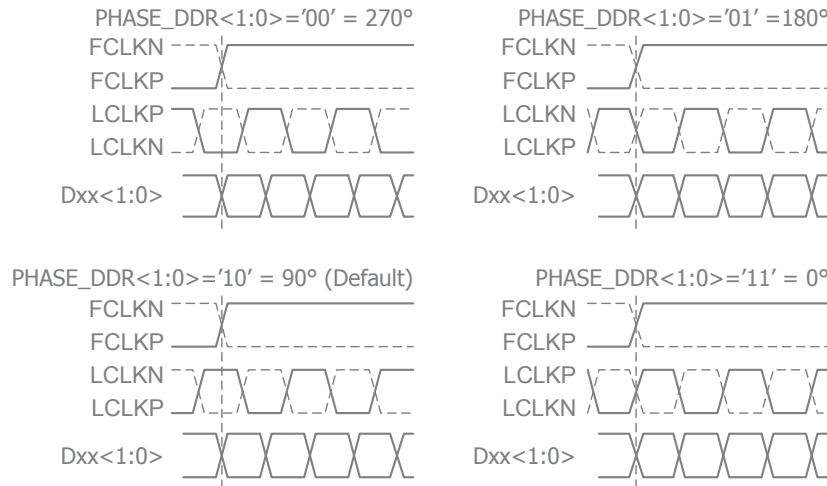 PHASE_DDR<1:0>='00' = 270°
FCLKN
FCLKP
LCLKP
LCLKN
Dxx<1:0>
PHASE_DDR<1:0>='01' =180°
FCLKN
FCLKP
LCLKN
LCLKP
Dxx<1:0>
PHASE_DDR<1:0>='10' = 90° (Default)
FCLKN
FCLKP
LCLKN
LCLKP
Dxx<1:0>
PHASE_DDR<1:0>='11' = 0°
FCLKN
FCLKP
LCLKP
LCLKN
Dxx<1:0>